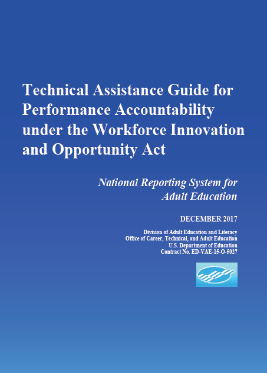 Technical Assistance Guide for
Performance Accountability
under the Workforce Innovation
and Opportunity Act
National Reporting System for
Adult Education
DECEMBER 2017
Division of Adult Education and Literacy
Office of Career, Technical, and Adult Education
U.S. Department of Education
Contract No. ED-VAE-15-O-5027